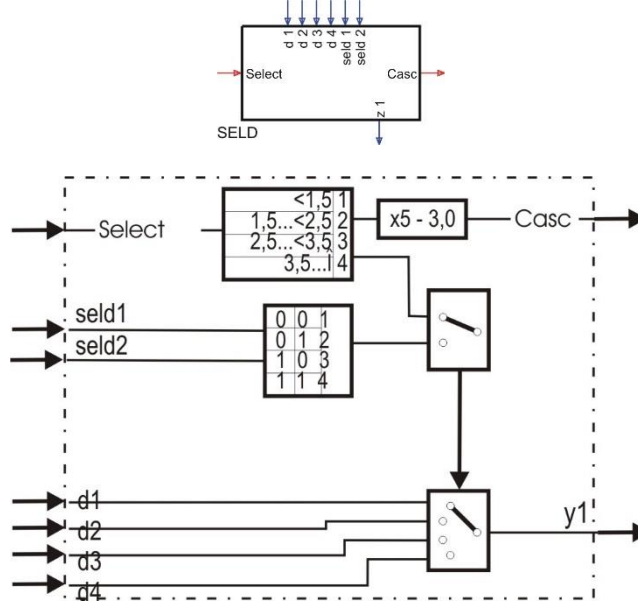 d 1
d 2
d 3
d 4
seld 1
seld 2
Select
Casc
z 1
SELD
<1,5 1
1,5...<2,5 2
2,5...<3,5 3
3,5...Î 4
x5 - 3,0
Select
Casc
seld1
seld2
0 0 1
0 1 2
1 0 3
1 1 4
d1
d2
d3
d4
y1